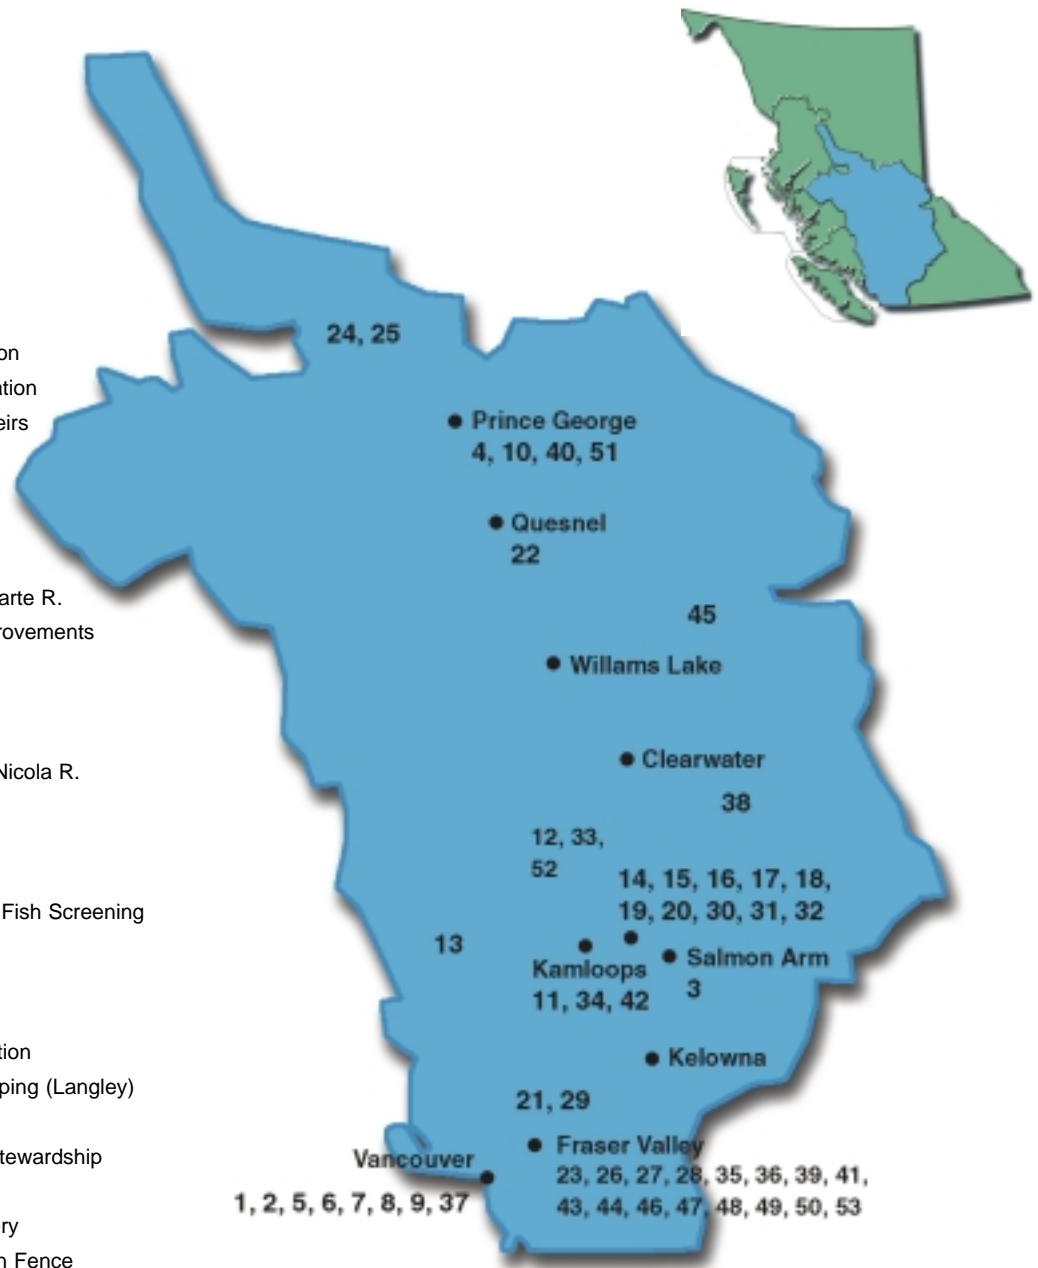 on
ation
eirs
arte R.
rovements
Nicola R.
Fish Screening
tion
ping (Langley)
tewardship
ry
n Fence
24, 25
Prince George
4, 10, 40, 51
Quesnel
22
45
Willams Lake
Clearwater
38
12, 33,
52
14, 15, 16, 17, 18,
19, 20, 30, 31, 32
13
Kamloops
11, 34, 42
Salmon Arm
3
Kelowna
21, 29
Fraser Valley
23, 26, 27, 28, 35, 36, 39, 41,
43, 44, 46, 47, 48, 49, 50, 53
Vancouver
1, 2, 5, 6, 7, 8, 9, 37